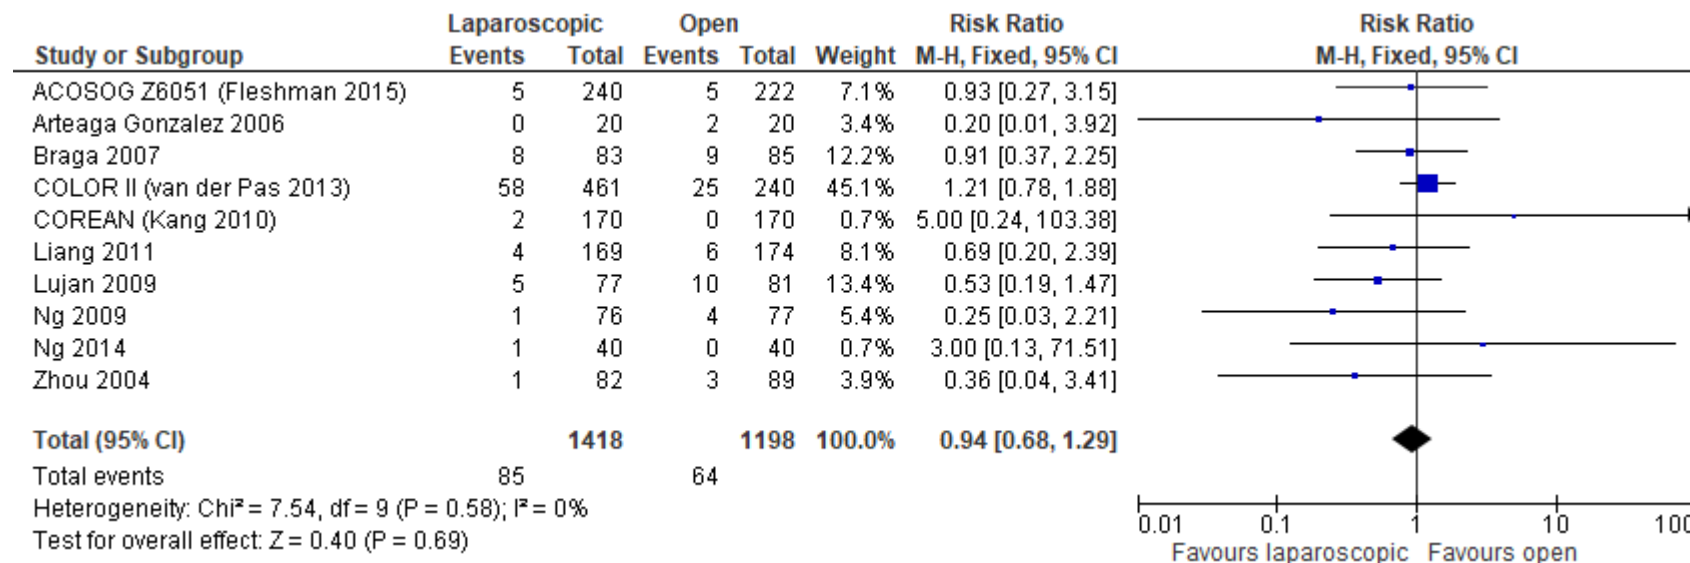 Laparoscopic Open Risk Ratio Risk Ratio
Study or Subgroup Events Total Events Total Weight M-H, Fixed, 95% CI M-H, Fixed, 95% CI
ACOSOG Z6051 (Fleshman 2015) 5 240 5 222 7.1% 0.93 [0.27, 3.15]
Arteaga Gonzalez 2006 0 20 2 20 3.4% 0.20 [0.01, 3.92]
Braga 2007 8 83 9 85 12.2% 0.91 [0.37, 2.25]
COLOR II (van der Pas 2013) 58 461 25 240 45.1% 1.21 [0.78, 1.88]
COREAN (Kang 2010) 2 170 0 170 0.7% 5.00 [0.24, 103.38]
Liang 2011 4 169 6 174 8.1% 0.69 [0.20, 2.39]
Lujan 2009 5 77 10 81 13.4% 0.53 [0.19, 1.47]
Ng 2009 1 76 4 77 5.4% 0.25 [0.03, 2.21]
Ng 2014 1 40 0 40 0.7% 3.00 [0.13, 71.51]
Zhou 2004 1 82 3 89 3.9% 0.36 [0.04, 3.41]
Total (95% CI) 1418 1198 100.0% 0.94 [0.68, 1.29]
Total events 85 64
Heterogeneity: Chi² = 7.54, df = 9 (P = 0.58); I² = 0%
Test for overall effect: Z = 0.40 (P = 0.69)
0.01 0.1 1 10 100
Favours laparoscopic Favours open